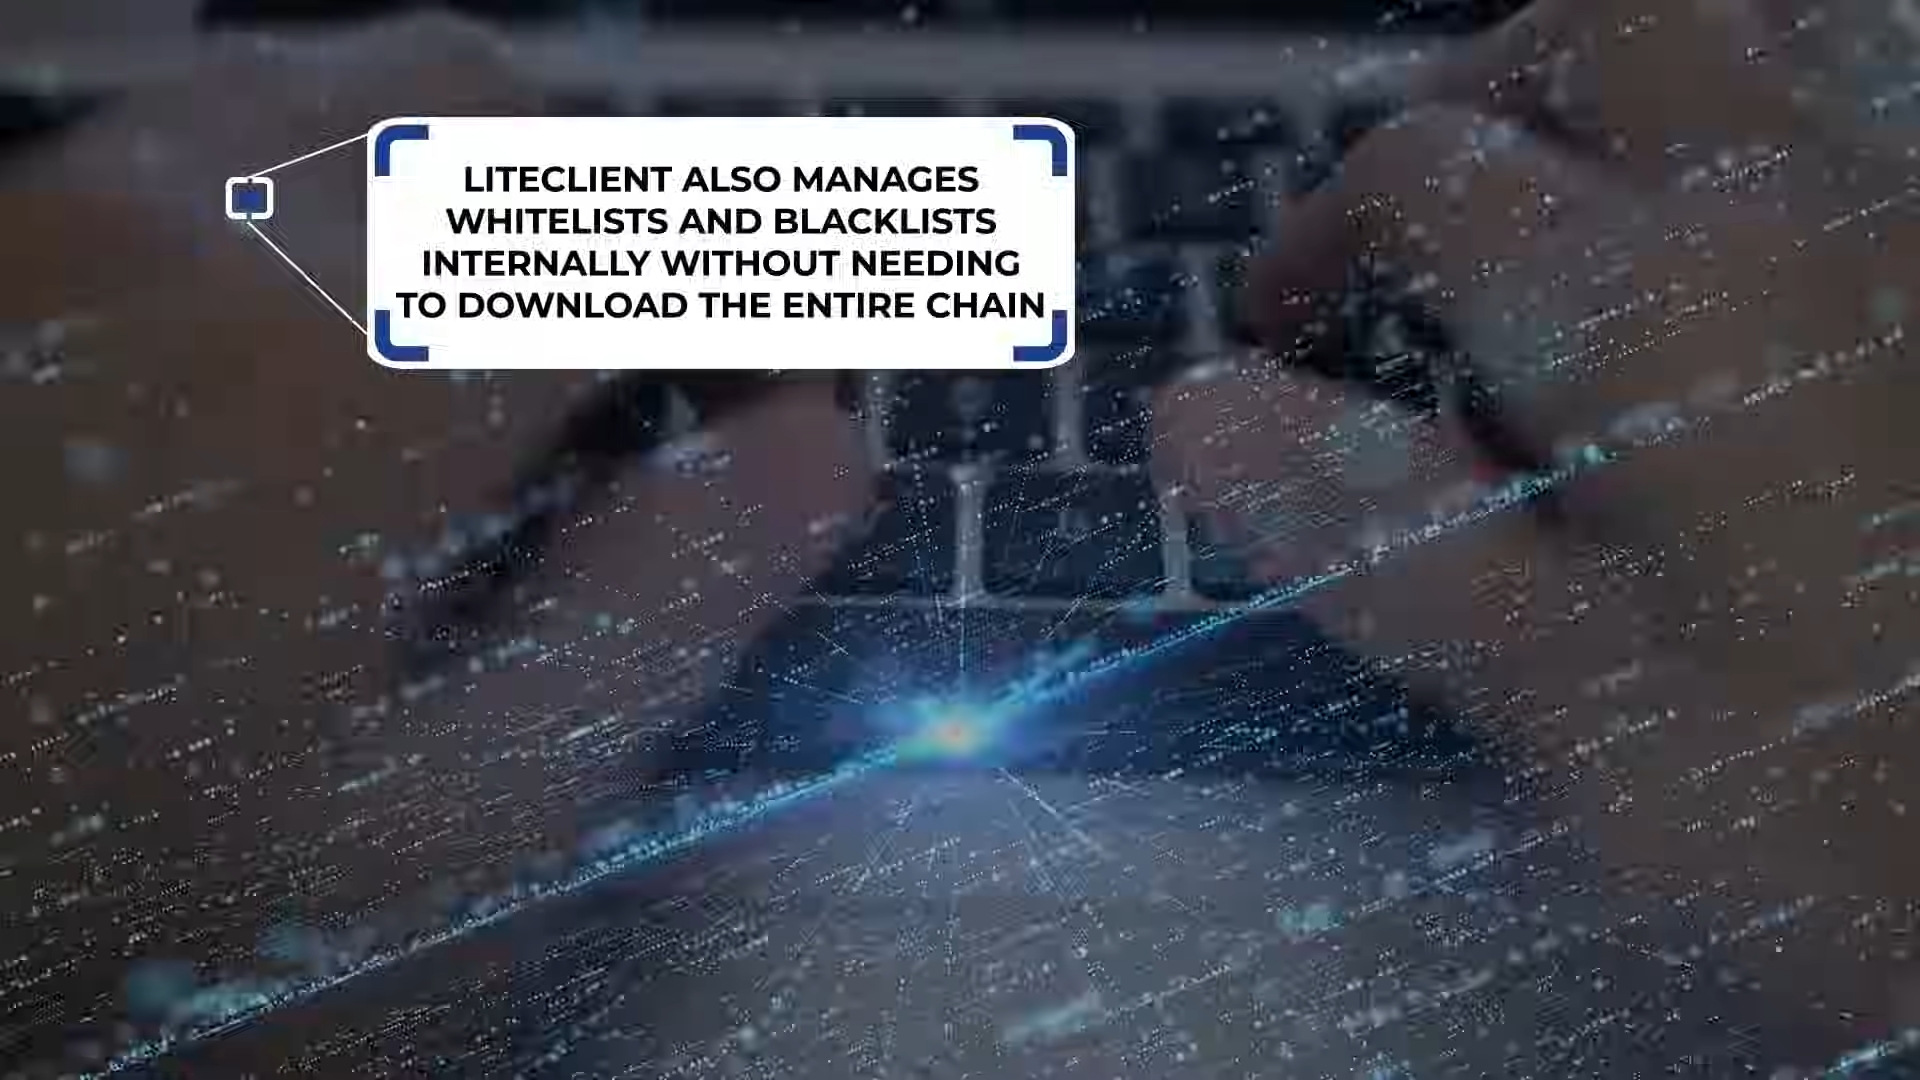 LITECLIENT ALSO MANAGES
WHITELISTS AND BLACKLISTS
INTERNALLY WITHOUT NEEDING
TO DOWNLOAD THE ENTIRE CHAIN